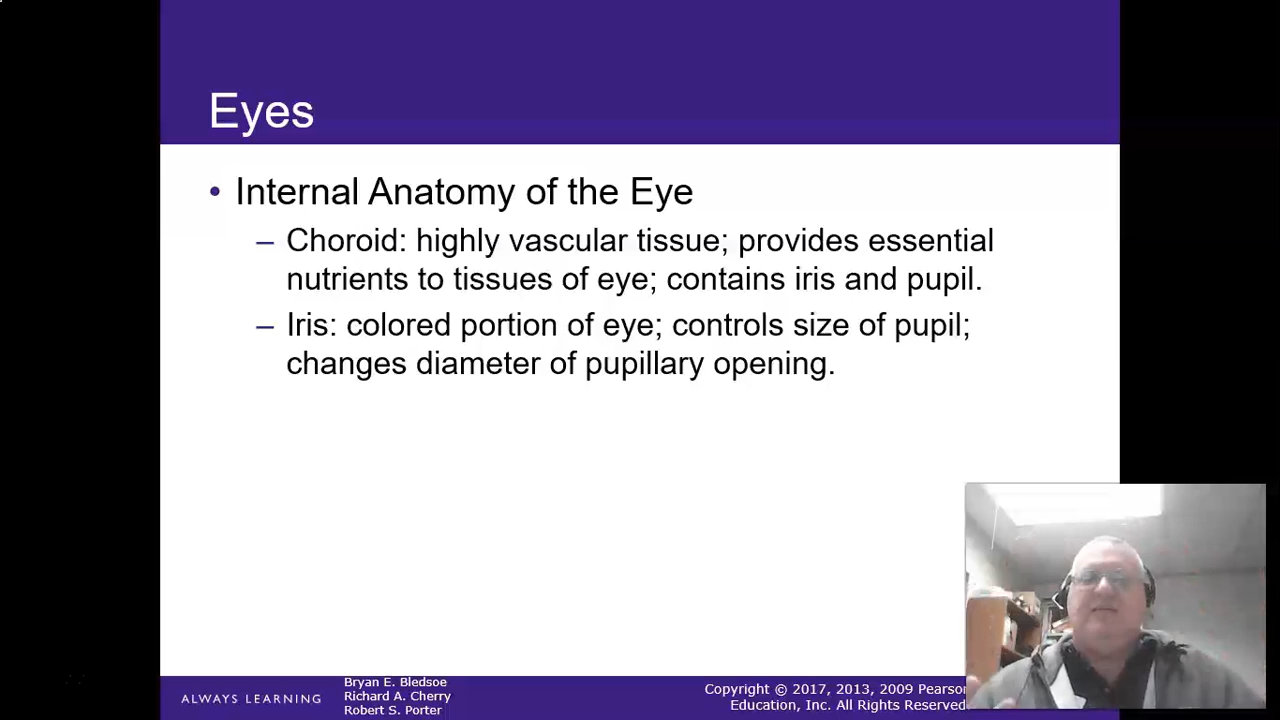 Eyes
• Internal Anatomy of the Eye
– Choroid: highly vascular tissue; provides essential
nutrients to tissues of eye; contains iris and pupil.
– Iris: colored portion of eye; controls size of pupil;
changes diameter of pupillary opening.
ALWAYS LEARNING
Bryan E. Bledsoe
Richard A. Cherry
Robert S. Porter
Copyright © 2017, 2013, 2009 Pearson
Education, Inc. All Rights Reserved